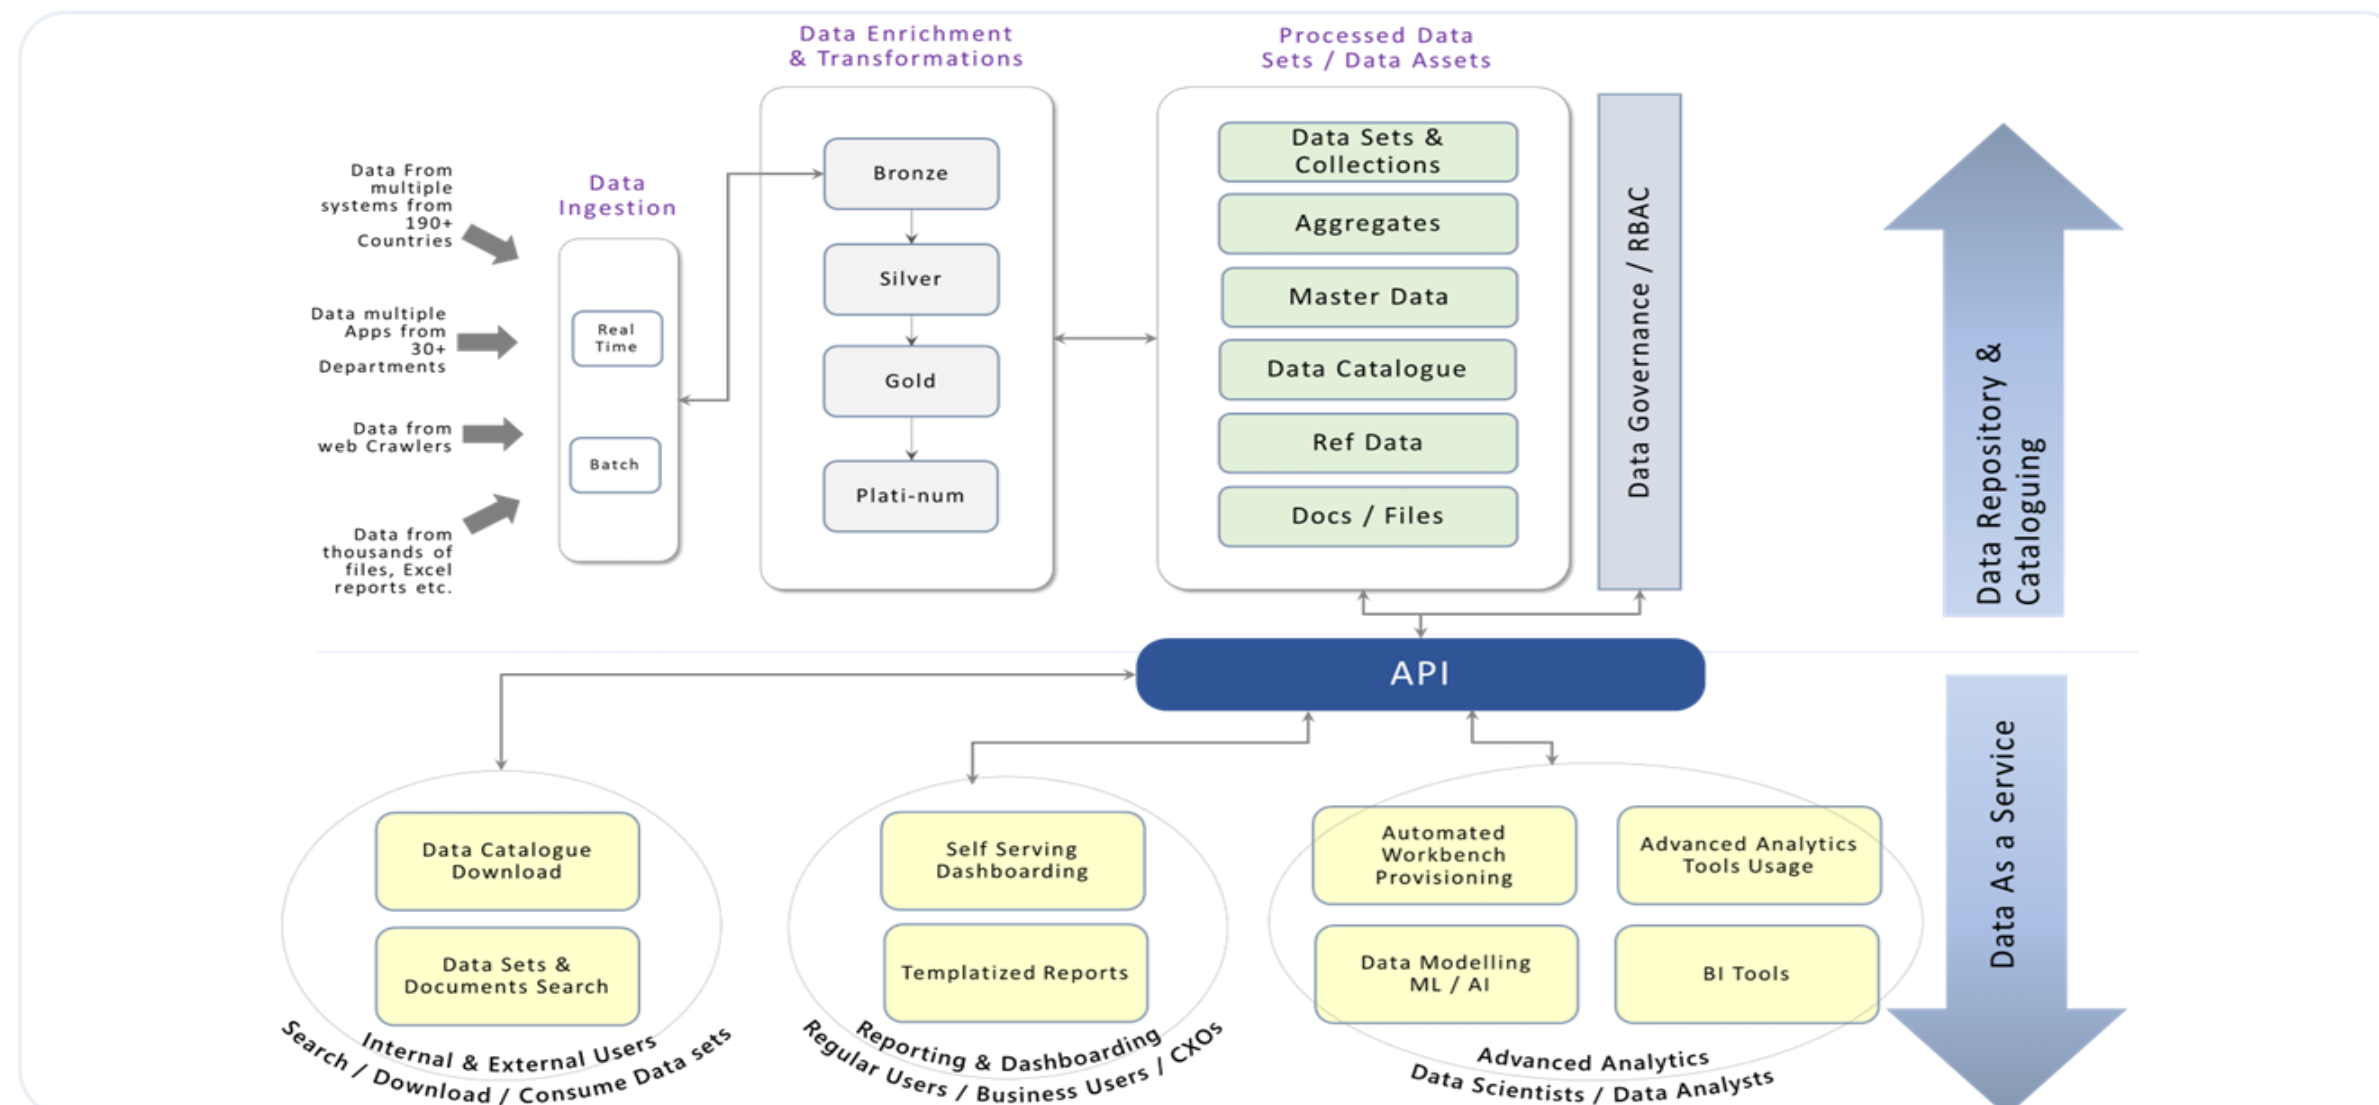 Data Enrichment
& Transformations
Processed Data
Sets / Data Assets
Data From
multiple
systems from
190+
Countries
Data multiple
Apps from
30+
Departments
Data from
web Crawlers
Data from
thousands of
files, Excel
reports etc.
Data
Ingestion
Real
Time
Batch
Bronze
Silver
Gold
Plati-num
Data Sets &
Collections
Aggregates
Master Data
Data Catalogue
Ref Data
Docs / Files
Data Governance / RBAC
Data Repository &
Cataloguing
API
Data As a Service
Data Catalogue
Download
Data Sets &
Documents Search
Internal & External Users
Search / Download / Consume Data sets
Self Serving
Dashboarding
Templatized Reports
Reporting & Dashboarding
Regular Users / Business Users / CXOs
Automated
Workbench
Provisioning
Advanced Analytics
Tools Usage
Data Modelling
ML / AI
BI Tools
Advanced Analytics
Data Scientists / Data Analysts